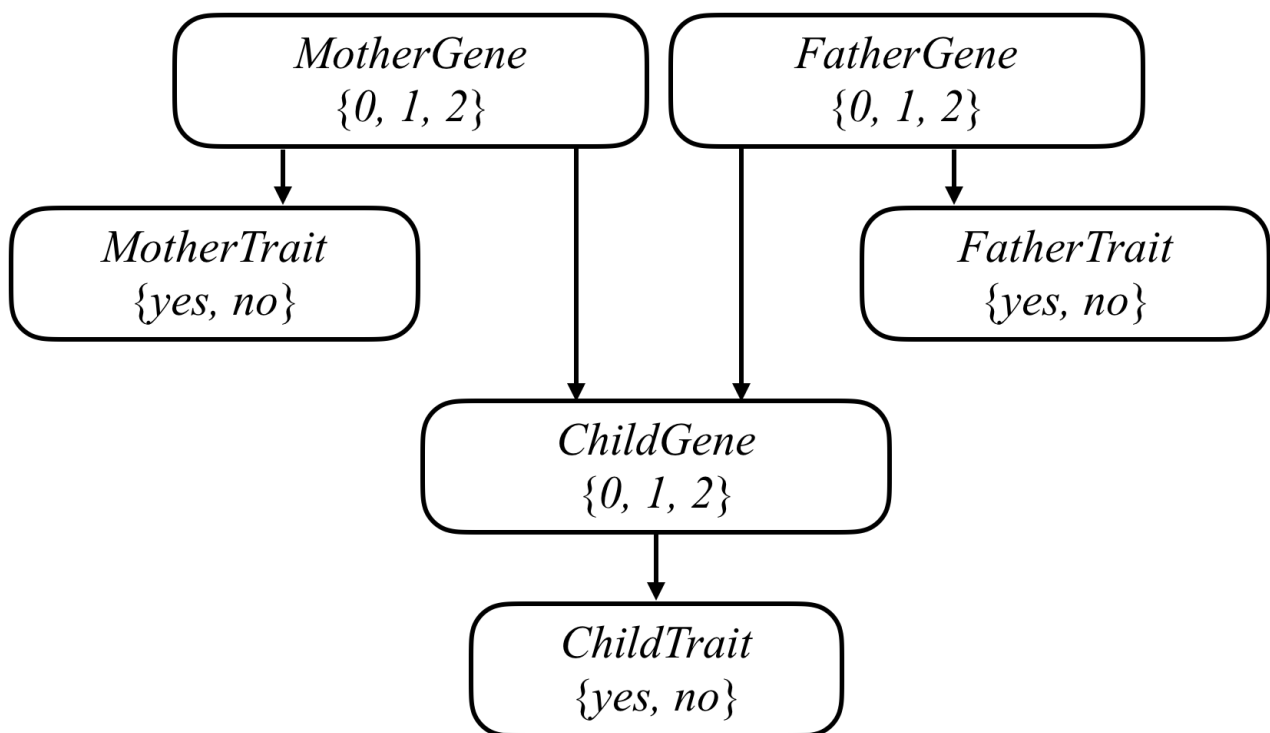 MotherGene
{0, 1, 2}
FatherGene
{0, 1, 2}
MotherTrait
{yes, no}
FatherTrait
{yes, no}
ChildGene
{0, 1, 2}
ChildTrait
{yes, no}